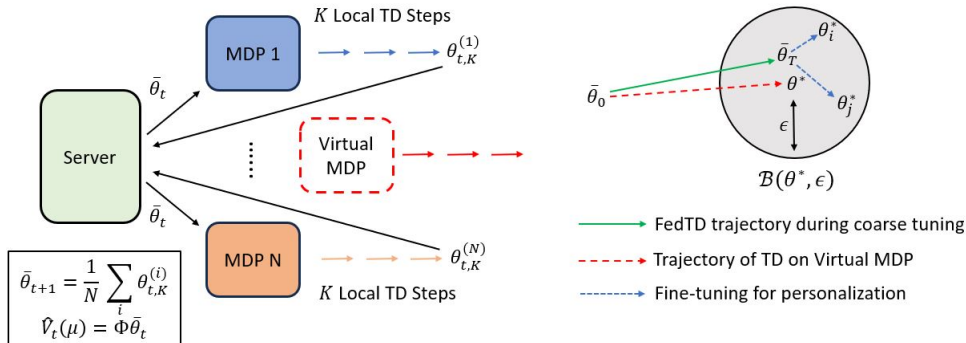 K Local TD Steps
MDP 1
θ_{t,K}^{(1)}
θ̄_t
Server
Virtual
MDP
θ̄_t
MDP N
θ_{t,K}^{(N)}
K Local TD Steps
θ̄_{t+1} = 1/N ∑_i θ_{t,K}^{(i)}
V̂_t(μ) = Φθ̄_t
θ_i^*
θ̄_T
θ^*
θ̄_0
θ_j^*
ϵ
ℬ(θ^*, ϵ)
FedTD trajectory during coarse tuning
Trajectory of TD on Virtual MDP
Fine-tuning for personalization